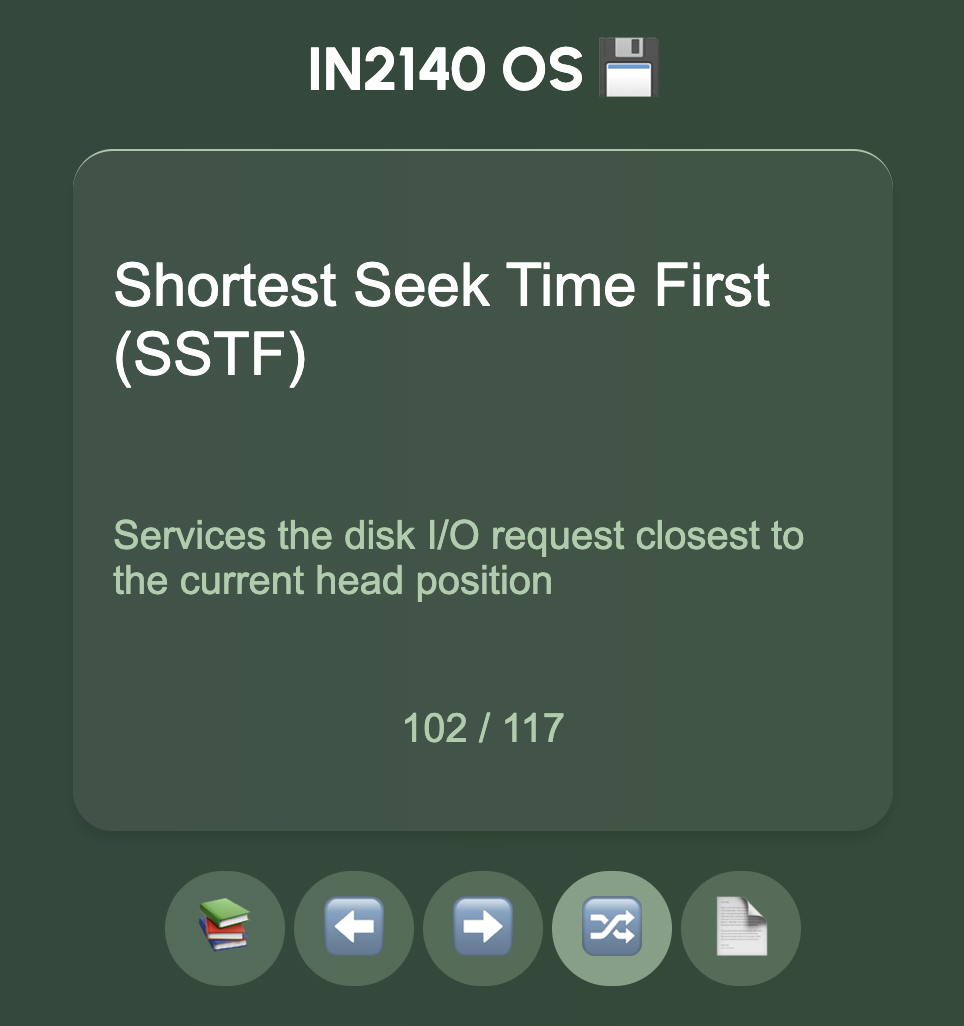 IN2140 OS 💾
Shortest Seek Time First
(SSTF)
Services the disk I/O request closest to
the current head position
102 / 117